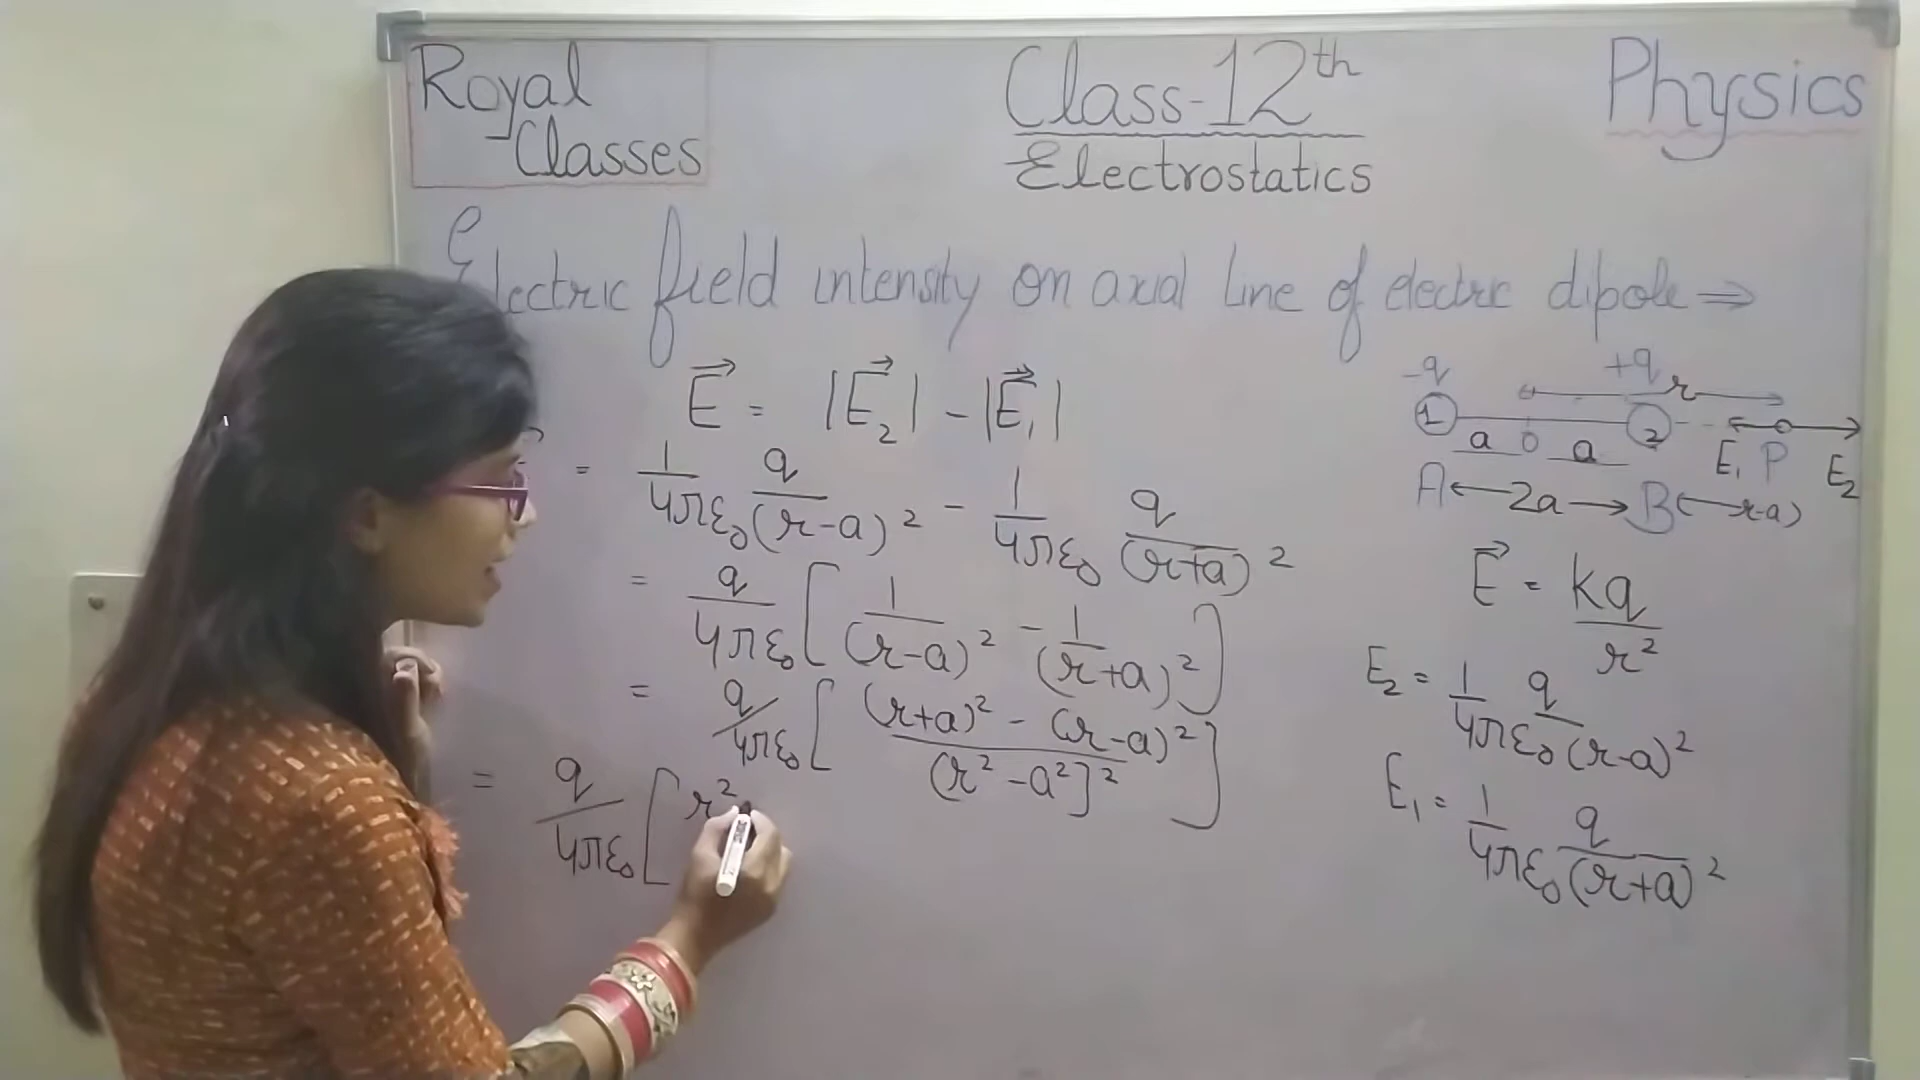 Royal
Classes
Class-12th
Electrostatics
Physics
Electric field intensity on axial line of electric dipole ⇒
E⃗ = |E⃗₂| - |E⃗₁|
= 1/4πε₀ q/(r-a)² - 1/4πε₀ q/(r+a)²
= q/4πε₀ [1/(r-a)² - 1/(r+a)²]
= q/4πε₀ [(r+a)² - (r-a)²/(r²-a²]²]
= q/4πε₀ [r²
-q +q r
1 2
a O a E₁ P E₂
A ← 2a → B ← r-a)
E⃗ = kq/r²
E₂ = 1/4πε₀ q/(r-a)²
E₁ = 1/4πε₀ q/(r+a)²